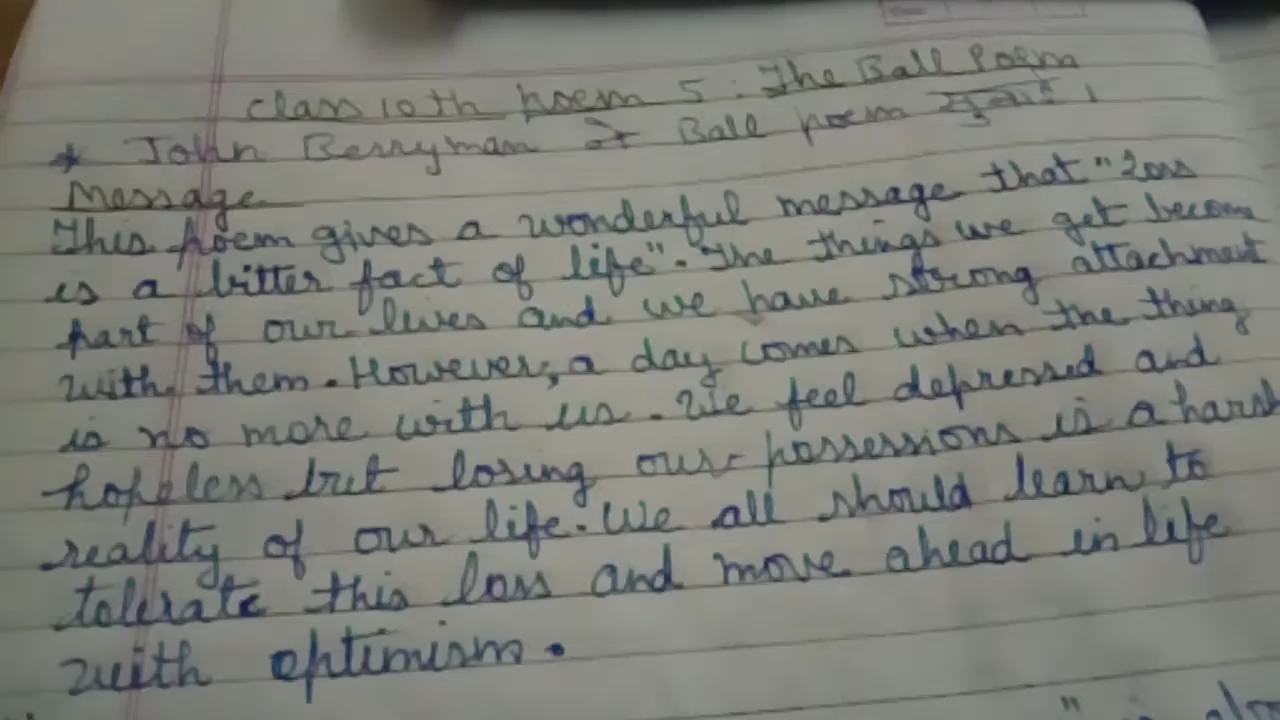 Class 10th poem 5 : The Ball Poem
* John Berryman ने Ball poem सुनाई ।
Message
This poem gives a wonderful message that "Loss
is a bitter fact of life". The things we get become
part of our lives and we have strong attachment
with them. However, a day comes when the thing
is no more with us. We feel depressed and
hopeless but losing our possessions is a harsh
reality of our life. We all should learn to
tolerate this loss and move ahead in life
with optimism.
"